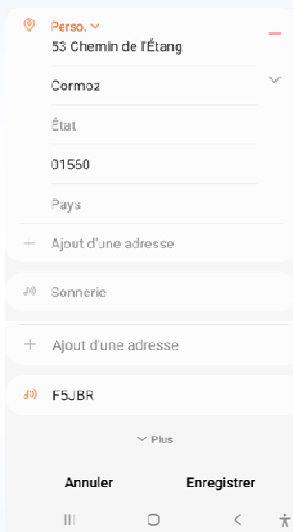 Perso.
53 Chemin de l'Étang
Cormoz
État
01560
Pays
Ajout d'une adresse
Sonnerie
Ajout d'une adresse
F5JBR
Plus
Annuler Enregistrer